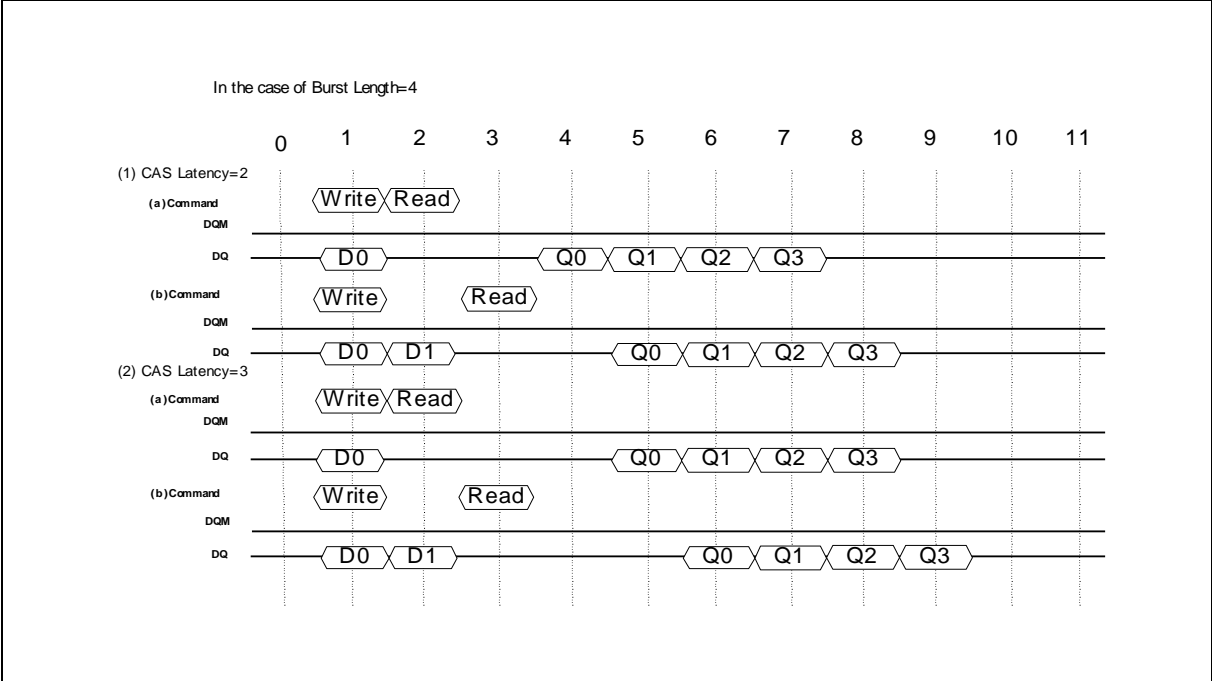 In the case of Burst Length=4
0 1 2 3 4 5 6 7 8 9 10 11
(1) CAS Latency=2
(a)Command Write Read
DQM
DQ D0 Q0 Q1 Q2 Q3
(b)Command Write Read
DQM
DQ D0 D1 Q0 Q1 Q2 Q3
(2) CAS Latency=3
(a)Command Write Read
DQM
DQ D0 Q0 Q1 Q2 Q3
(b)Command Write Read
DQM
DQ D0 D1 Q0 Q1 Q2 Q3